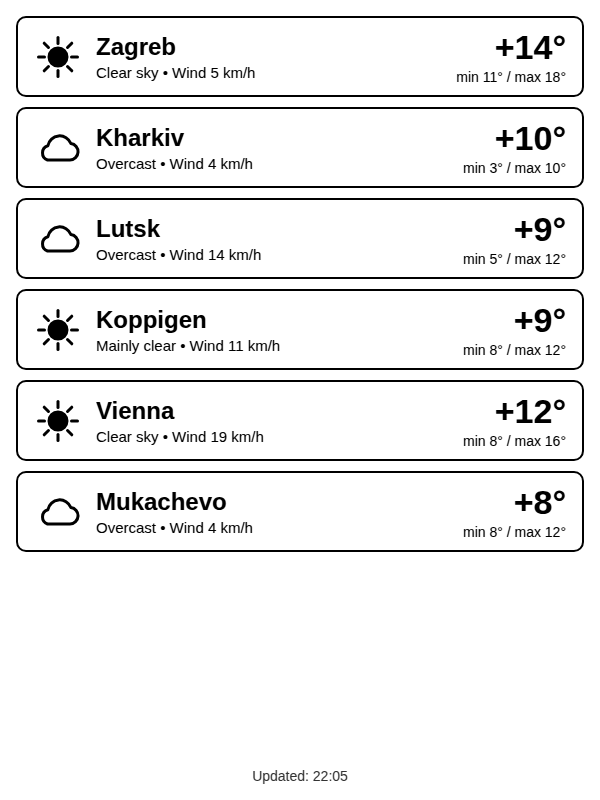 Zagreb
+14°
Clear sky • Wind 5 km/h
min 11° / max 18°
Kharkiv
+10°
Overcast • Wind 4 km/h
min 3° / max 10°
Lutsk
+9°
Overcast • Wind 14 km/h
min 5° / max 12°
Koppigen
+9°
Mainly clear • Wind 11 km/h
min 8° / max 12°
Vienna
+12°
Clear sky • Wind 19 km/h
min 8° / max 16°
Mukachevo
+8°
Overcast • Wind 4 km/h
min 8° / max 12°
Updated: 22:05